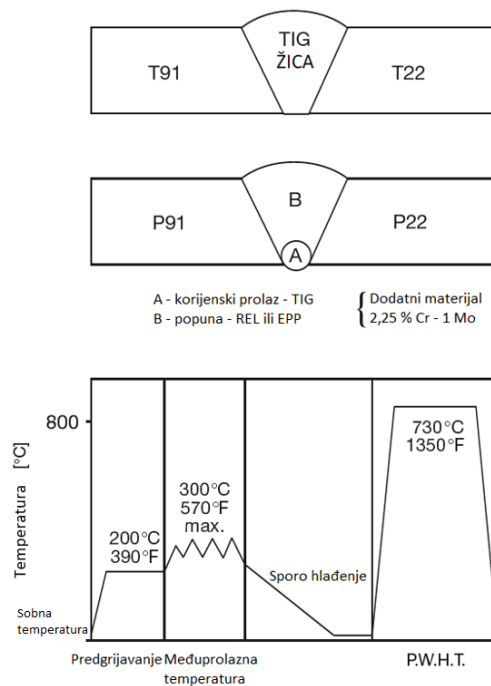 T91
TIG
ŽICA
T22
P91
B
P22
A
A - korijenski prolaz - TIG
B - popuna - REL ili EPP
{ Dodatni materijal
2,25 % Cr - 1 Mo
Temperatura [°C]
800
200°C
390°F
300°C
570°F
max.
730°C
1350°F
Sporo hlađenje
Sobna
temperatura
Predgrijavanje
Međuprolazna
temperatura
P.W.H.T.